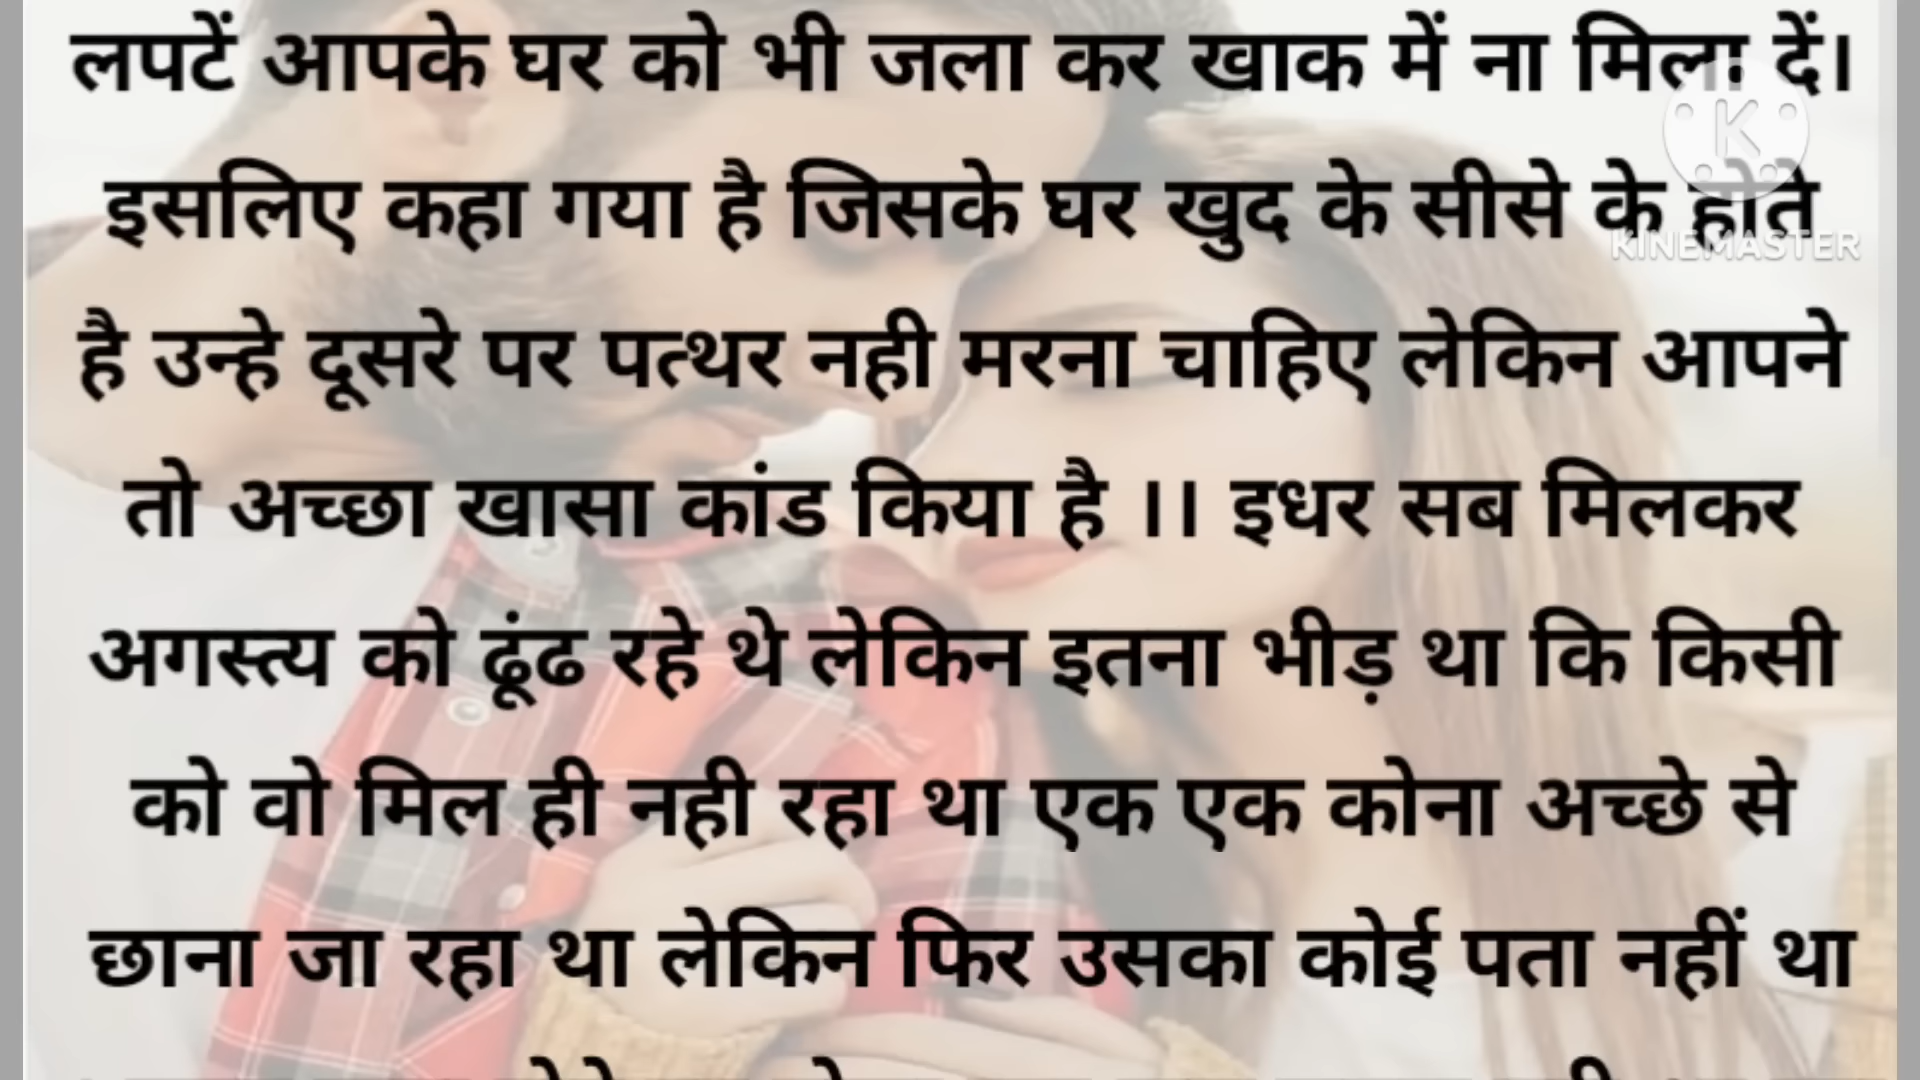 लपटें आपके घर को भी जला कर खाक में ना मिला दें।
इसलिए कहा गया है जिसके घर खुद के सीसे के होते
KINEMASTER
है उन्हे दूसरे पर पत्थर नही मरना चाहिए लेकिन आपने
तो अच्छा खासा कांड किया है ।। इधर सब मिलकर
अगस्त्य को ढूंढ रहे थे लेकिन इतना भीड़ था कि किसी
को वो मिल ही नही रहा था एक एक कोना अच्छे से
छाना जा रहा था लेकिन फिर उसका कोई पता नहीं था